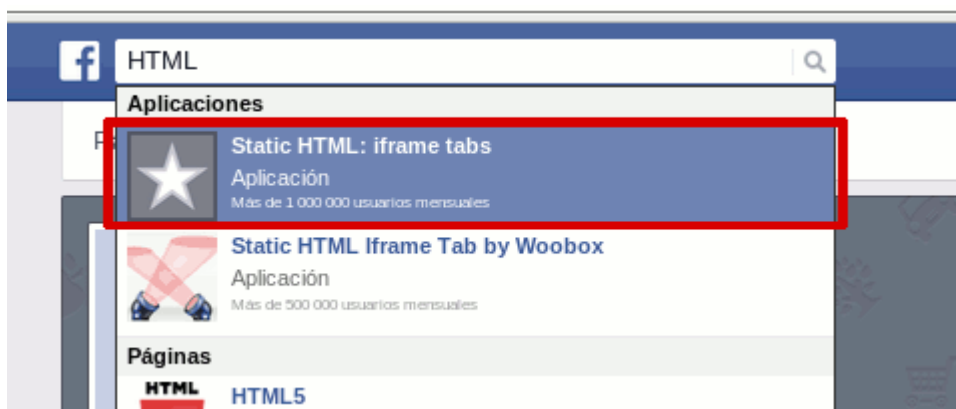 f
HTML
Aplicaciones
Static HTML: iframe tabs
Aplicación
Más de 1 000 000 usuarios mensuales
Static HTML Iframe Tab by Woobox
Aplicación
Más de 500 000 usuarios mensuales
Páginas
HTML
HTML5